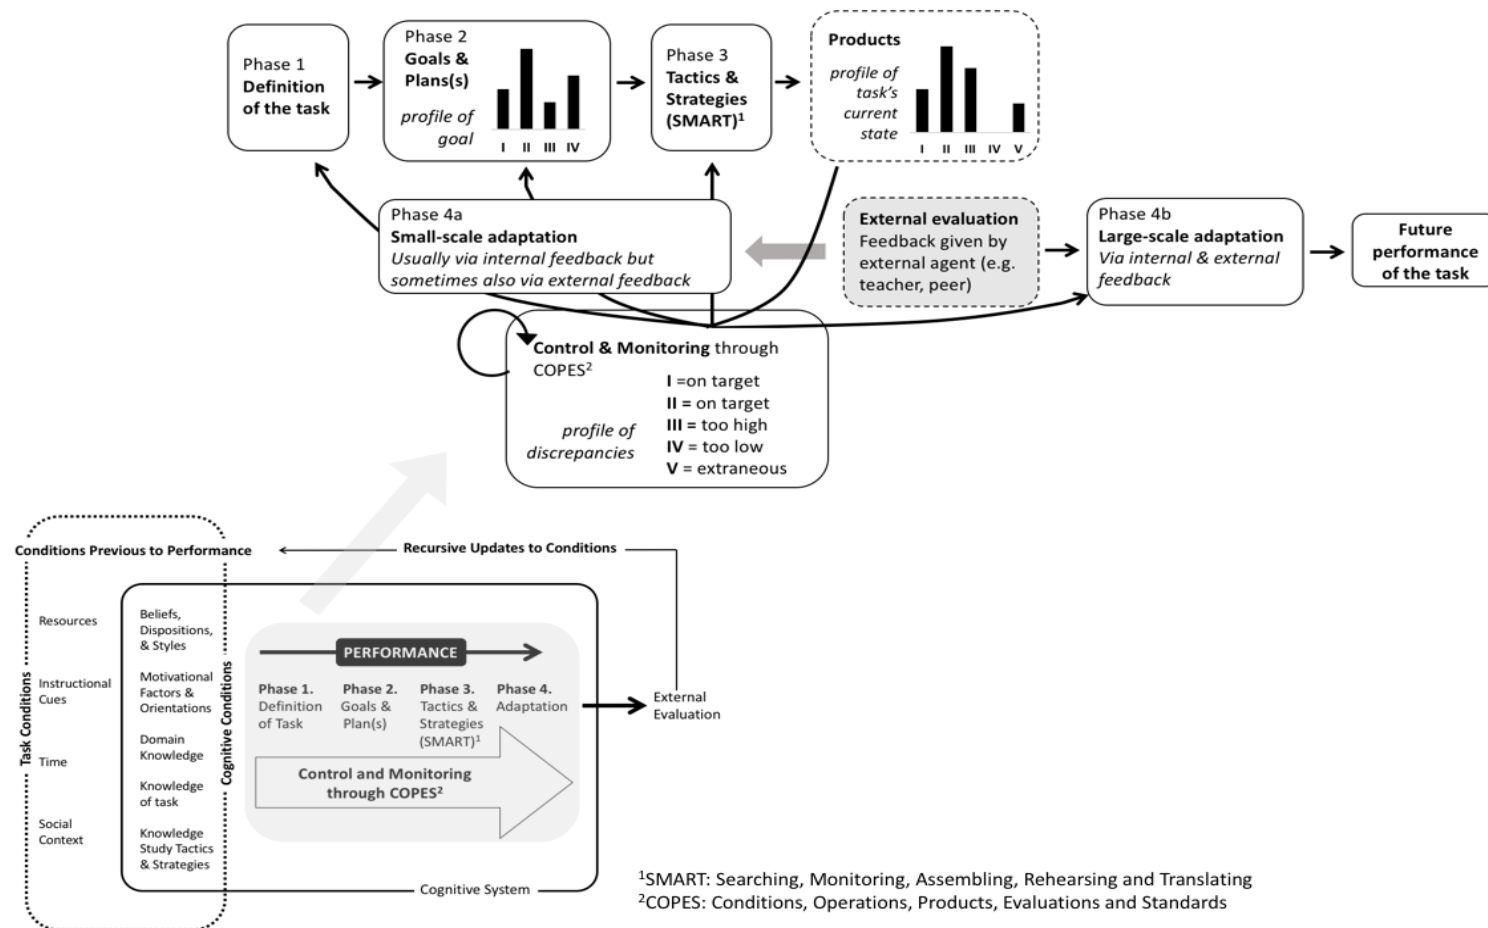 Phase 1
Definition
of the task
Phase 2
Goals &
Plans(s)
profile of
goal
I II III IV
Phase 3
Tactics &
Strategies
(SMART)¹
Products
profile of
task's
current
state
I II III IV V
Phase 4a
Small-scale adaptation
Usually via internal feedback but
sometimes also via external feedback
External evaluation
Feedback given by
external agent (e.g.
teacher, peer)
Phase 4b
Large-scale adaptation
Via internal & external
feedback
Future
performance
of the task
Control & Monitoring through
COPES²
profile of
discrepancies
I =on target
II = on target
III = too high
IV = too low
V = extraneous
Conditions Previous to Performance
Recursive Updates to Conditions
Task Conditions
Resources
Instructional
Cues
Time
Social
Context
Beliefs,
Dispositions,
& Styles
Motivational
Factors &
Orientations
Domain
Knowledge
Knowledge
of task
Knowledge
Study Tactics
& Strategies
Cognitive Conditions
PERFORMANCE
Phase 1.
Definition
of Task
Phase 2.
Goals &
Plan(s)
Phase 3.
Tactics &
Strategies
(SMART)¹
Phase 4.
Adaptation
Control and Monitoring
through COPES²
External
Evaluation
Cognitive System
¹SMART: Searching, Monitoring, Assembling, Rehearsing and Translating
²COPES: Conditions, Operations, Products, Evaluations and Standards